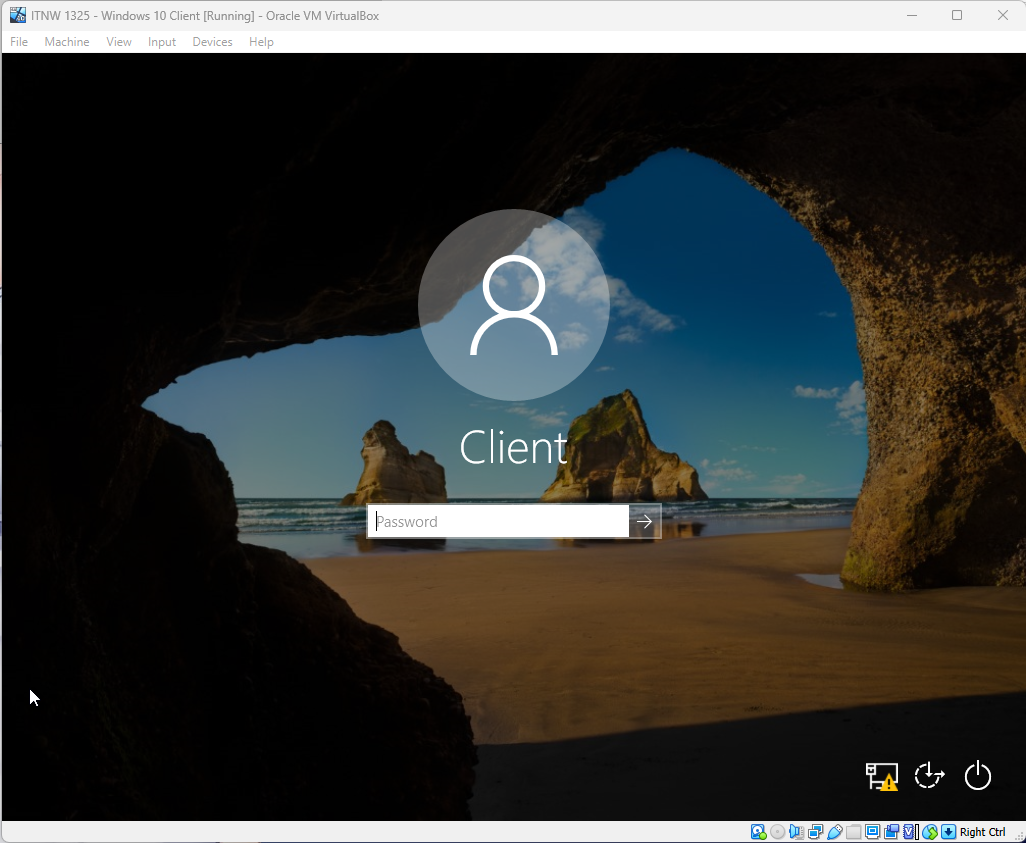 ITNW 1325 - Windows 10 Client [Running] - Oracle VM VirtualBox
File Machine View Input Devices Help
Client
Password
Right Ctrl